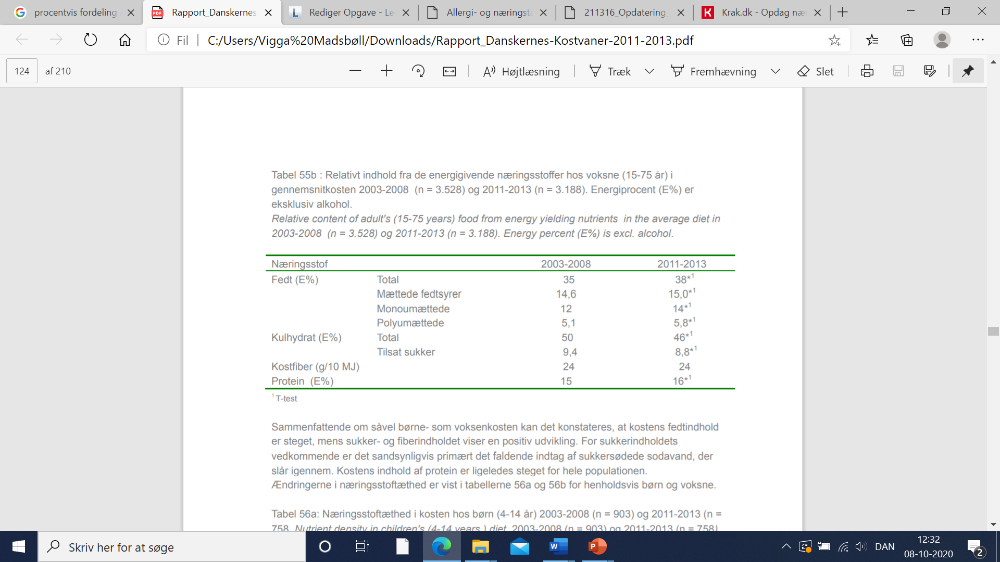 procentvis fordeling
Rapport_Danskernes
Rediger Opgave - Le
Allergi- og næringst
211316_Opdatering_
Krak.dk - Opdag næ
Fil
C:/Users/Vigga%20Madsbøll/Downloads/Rapport_Danskernes-Kostvaner-2011-2013.pdf
124 af 210
Højtlæsning
Træk
Fremhævning
Slet
Tabel 55b : Relativt indhold fra de energigivende næringsstoffer hos voksne (15-75 år) i
gennemsnitkosten 2003-2008 (n = 3.528) og 2011-2013 (n = 3.188). Energiprocent (E%) er
eksklusiv alkohol.
Relative content of adult's (15-75 years) food from energy yielding nutrients in the average diet in
2003-2008 (n = 3.528) og 2011-2013 (n = 3.188). Energy percent (E%) is excl. alcohol.
Næringsstof 2003-2008 2011-2013
Fedt (E%) Total 35 38*¹
Mættede fedtsyrer 14,6 15,0*¹
Monoumættede 12 14*¹
Polyumættede 5,1 5,8*¹
Kulhydrat (E%) Total 50 46*¹
Tilsat sukker 9,4 8,8*¹
Kostfiber (g/10 MJ) 24 24
Protein (E%) 15 16*¹
¹ T-test
Sammenfattende om såvel børne- som voksenkosten kan det konstateres, at kostens fedtindhold
er steget, mens sukker- og fiberindholdet viser en positiv udvikling. For sukkerindholdets
vedkommende er det sandsynligvis primært det faldende indtag af sukkersødede sodavand, der
slår igennem. Kostens indhold af protein er ligeledes steget for hele populationen.
Ændringerne i næringsstoftæthed er vist i tabellerne 56a og 56b for henholdsvis børn og voksne.
Tabel 56a: Næringsstoftæthed i kosten hos børn (4-14 år) 2003-2008 (n = 903) og 2011-2013 (n =
758. Nutrient density in children's (4-14 years ) diet 2003-2008 (n = 903) og 2011-2013 (n = 758)
Skriv her for at søge
DAN
12:32
08-10-2020
2